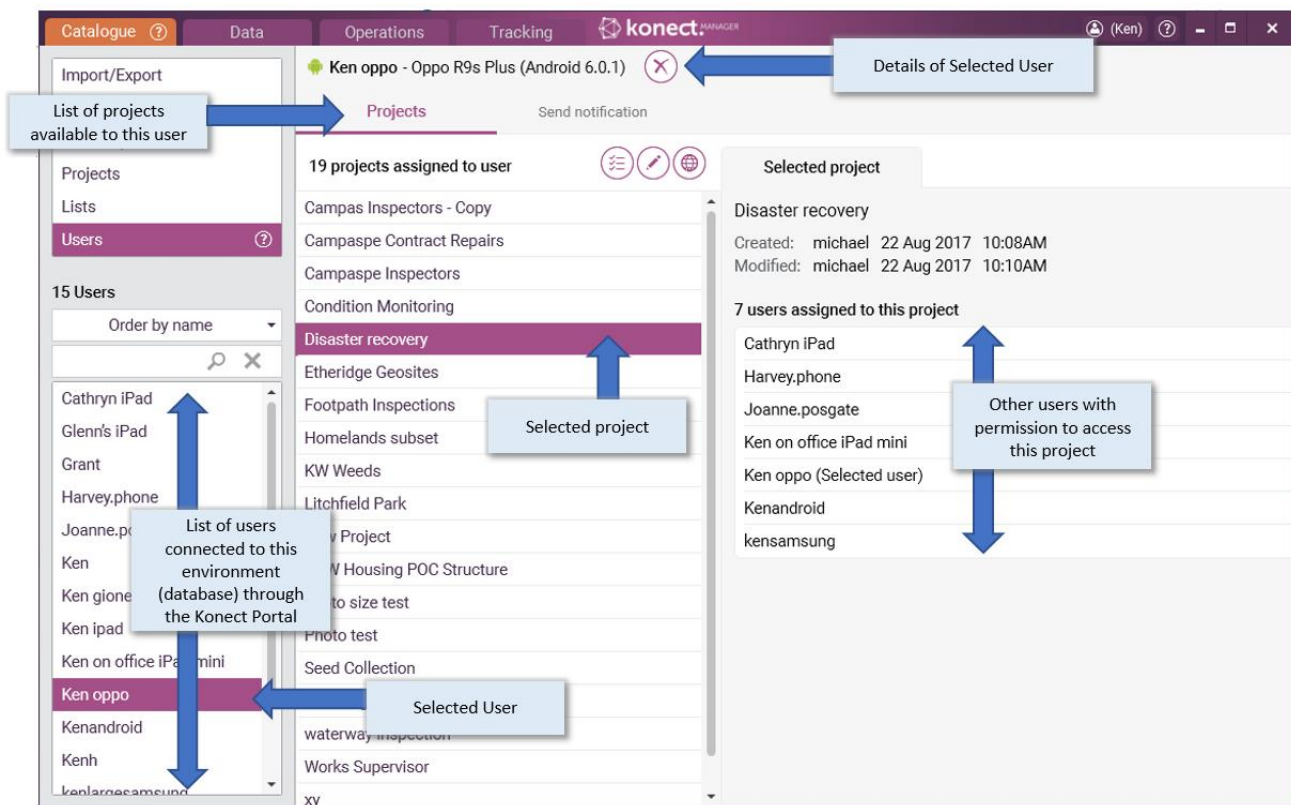 Catalogue ? Data Operations Tracking konect. MANAGER (Ken) ?
Import/Export
Ken oppo - Oppo R9s Plus (Android 6.0.1)
Details of Selected User
List of projects
available to this user
Projects Send notification
Projects
Lists
Users ?
19 projects assigned to user
Campas Inspectors - Copy
Campaspe Contract Repairs
Campaspe Inspectors
Condition Monitoring
Disaster recovery
Etheridge Geosites
Footpath Inspections
Homelands subset
KW Weeds
Litchfield Park
Project
Housing POC Structure
size test
Photo test
Seed Collection
waterway inspection
Works Supervisor
xy
Selected project
Selected project
Disaster recovery
Created: michael 22 Aug 2017 10:08AM
Modified: michael 22 Aug 2017 10:10AM
7 users assigned to this project
Cathryn iPad
Harvey.phone
Joanne.posgate
Ken on office iPad mini
Ken oppo (Selected user)
Kenandroid
kensamsung
Other users with
permission to access
this project
15 Users
Order by name
Cathryn iPad
Glenn's iPad
Grant
Harvey.phone
Ken
Ken gione
Ken ipad
Ken on office iPad mini
Ken oppo
Kenandroid
Kenh
kenlargesamsung
List of users
connected to this
environment
(database) through
the Konect Portal
Selected User